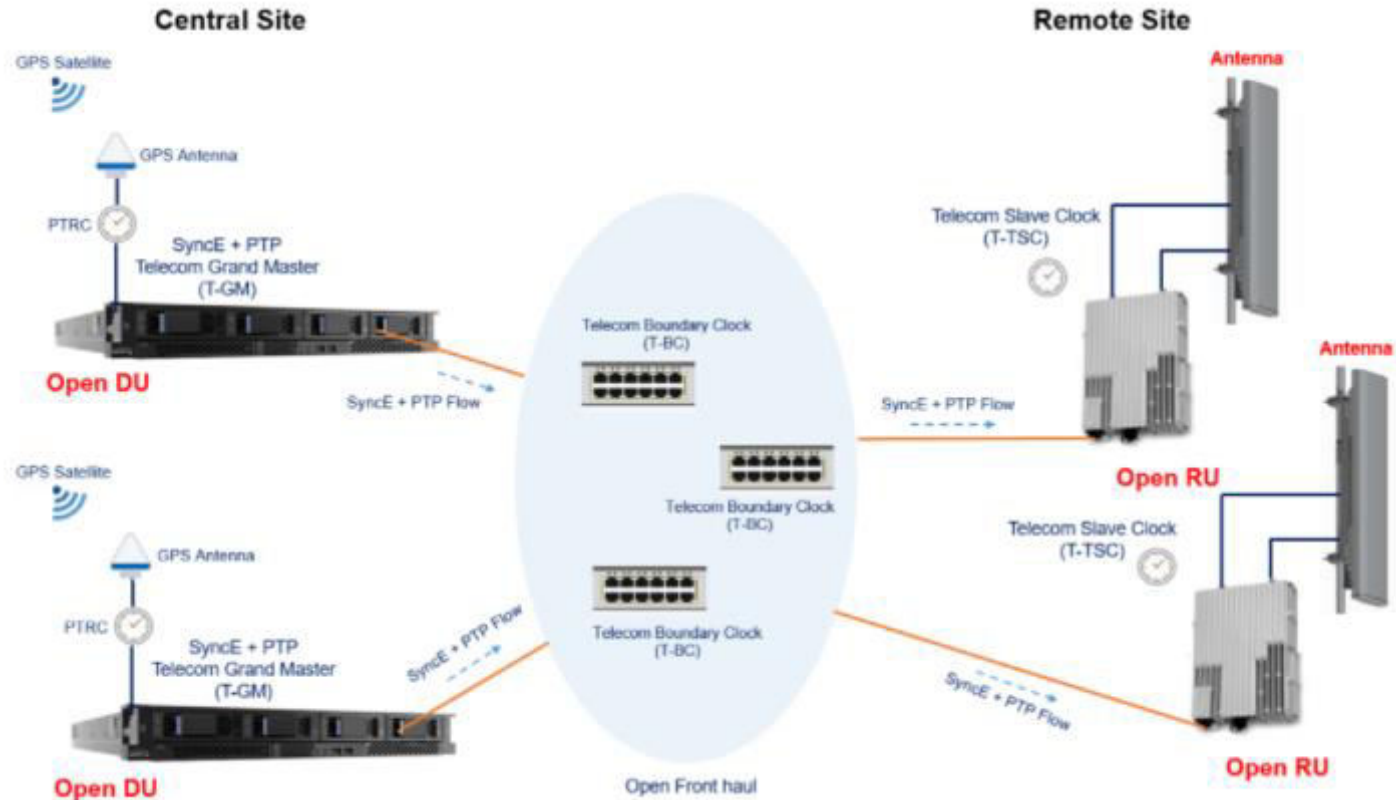 Central Site
Remote Site
GPS Satellite
GPS Antenna
PTRC
SyncE + PTP
Telecom Grand Master
(T-GM)
Open DU
SyncE + PTP Flow
Telecom Boundary Clock
(T-BC)
Telecom Boundary Clock
(T-BC)
Telecom Boundary Clock
(T-BC)
Open Front haul
SyncE + PTP Flow
Antenna
Telecom Slave Clock
(T-TSC)
Open RU
GPS Satellite
GPS Antenna
PTRC
SyncE + PTP
Telecom Grand Master
(T-GM)
Open DU
SyncE + PTP Flow
SyncE + PTP Flow
Antenna
Telecom Slave Clock
(T-TSC)
Open RU